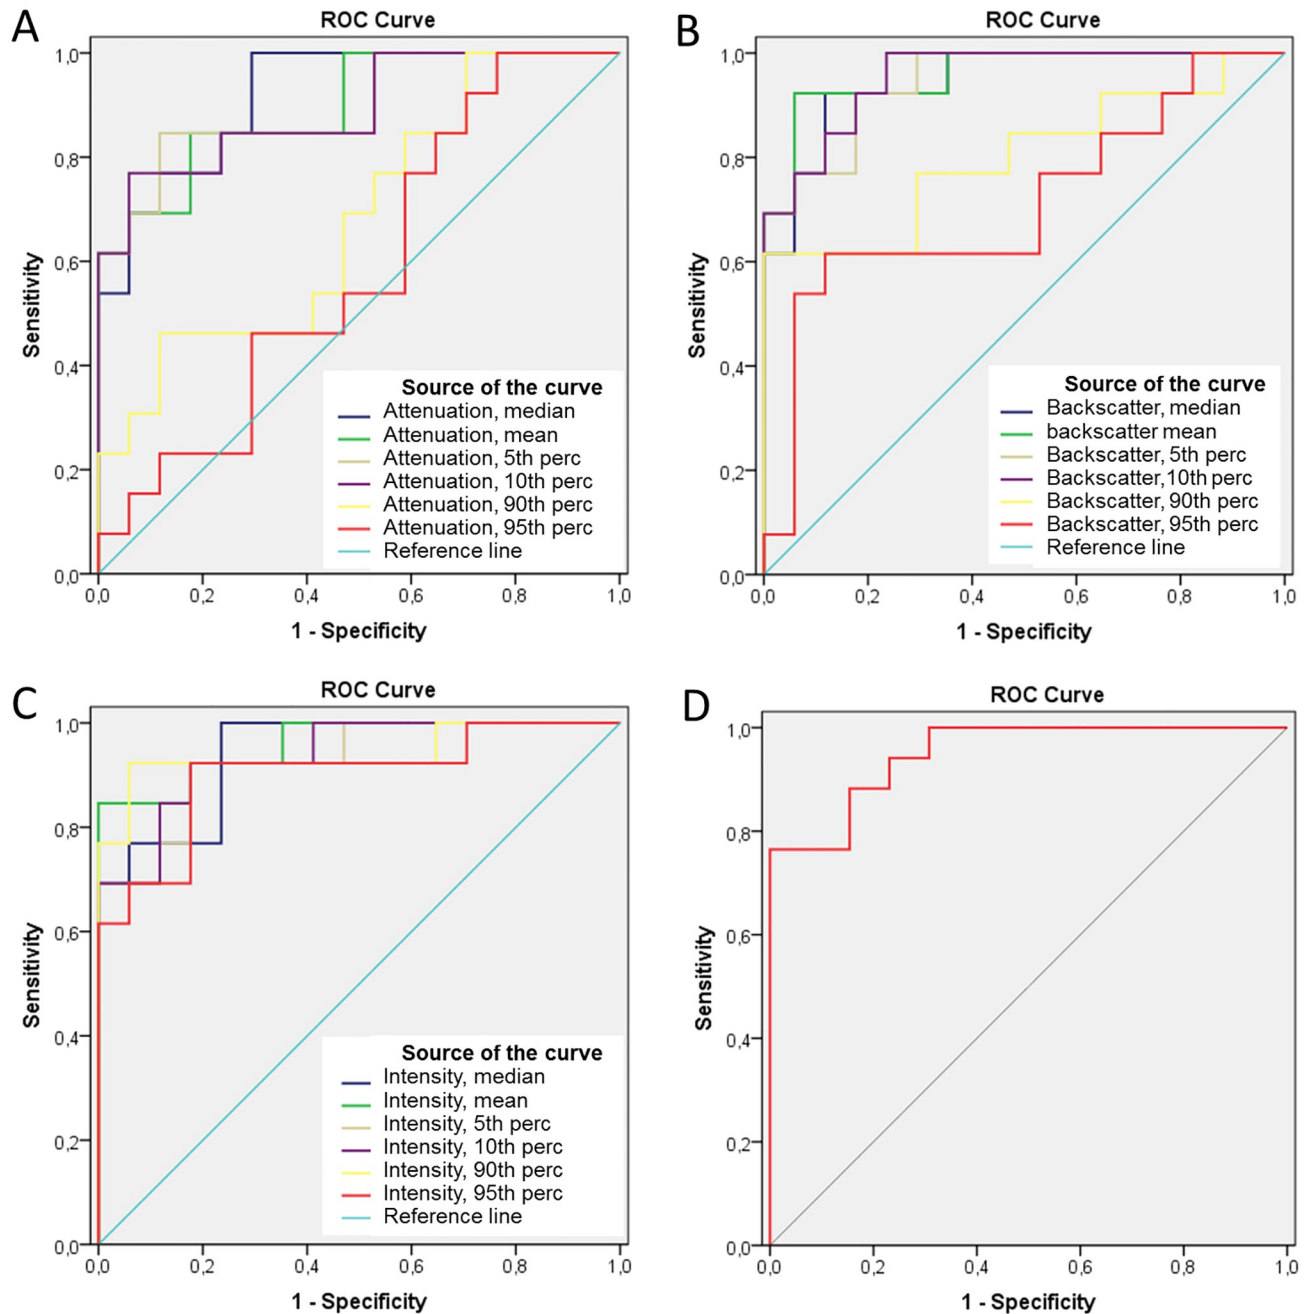 A
ROC Curve
1,0
0,8
0,6
0,4
0,2
0,0
Sensitivity
Source of the curve
Attenuation, median
Attenuation, mean
Attenuation, 5th perc
Attenuation, 10th perc
Attenuation, 90th perc
Attenuation, 95th perc
Reference line
0,0 0,2 0,4 0,6 0,8 1,0
1 - Specificity
B
ROC Curve
1,0
0,8
0,6
0,4
0,2
0,0
Sensitivity
Source of the curve
Backscatter, median
backscatter mean
Backscatter, 5th perc
Backscatter, 10th perc
Backscatter, 90th perc
Backscatter, 95th perc
Reference line
0,0 0,2 0,4 0,6 0,8 1,0
1 - Specificity
C
ROC Curve
1,0
0,8
0,6
0,4
0,2
0,0
Sensitivity
Source of the curve
Intensity, median
Intensity, mean
Intensity, 5th perc
Intensity, 10th perc
Intensity, 90th perc
Intensity, 95th perc
Reference line
0,0 0,2 0,4 0,6 0,8 1,0
1 - Specificity
D
ROC Curve
1,0
0,8
0,6
0,4
0,2
0,0
Sensitivity
0,0 0,2 0,4 0,6 0,8 1,0
1 - Specificity